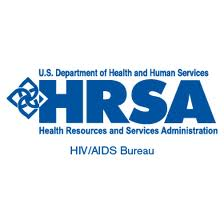 U.S. Department of Health and Human Services
HRSA
Health Resources and Services Administration
HIV/AIDS Bureau